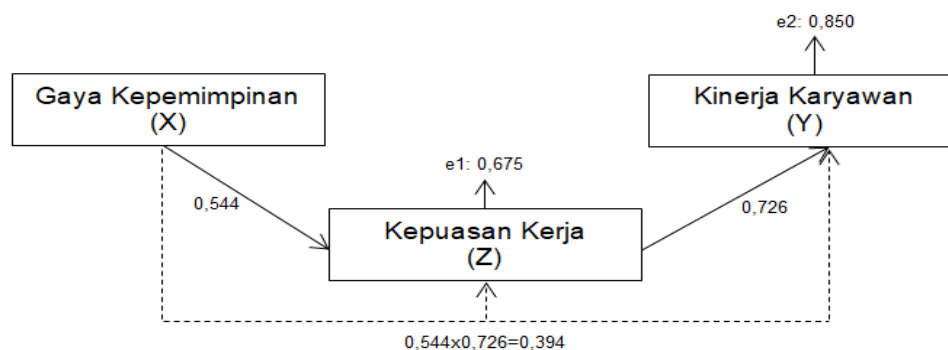 e2: 0,850
Gaya Kepemimpinan
(X)
Kinerja Karyawan
(Y)
e1: 0,675
0,544
0,726
Kepuasan Kerja
(Z)
0,544x0,726=0,394